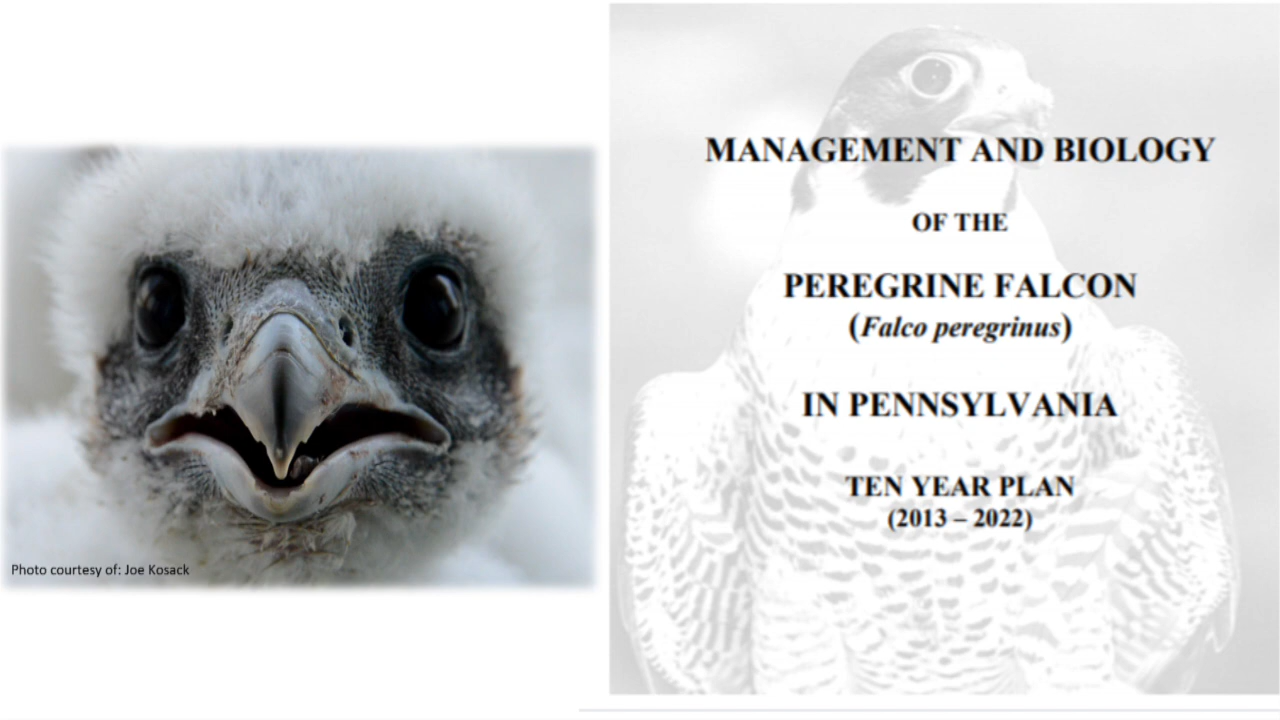 Photo courtesy of: Joe Kosack
MANAGEMENT AND BIOLOGY
OF THE
PEREGRINE FALCON
(Falco peregrinus)
IN PENNSYLVANIA
TEN YEAR PLAN
(2013 – 2022)